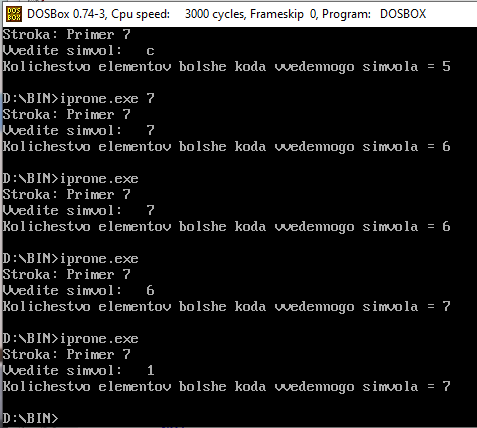 DOSBox 0.74-3, Cpu speed: 3000 cycles, Frameskip 0, Program: DOSBOX
Stroka: Primer 7
Vvedite simvol: c
Kolichestvo elementov bolshe koda vvedennogo simvola = 5
D:\BIN>iprone.exe 7
Stroka: Primer 7
Vvedite simvol: 7
Kolichestvo elementov bolshe koda vvedennogo simvola = 6
D:\BIN>iprone.exe
Stroka: Primer 7
Vvedite simvol: 7
Kolichestvo elementov bolshe koda vvedennogo simvola = 6
D:\BIN>iprone.exe
Stroka: Primer 7
Vvedite simvol: 6
Kolichestvo elementov bolshe koda vvedennogo simvola = 7
D:\BIN>iprone.exe
Stroka: Primer 7
Vvedite simvol: 1
Kolichestvo elementov bolshe koda vvedennogo simvola = 7
D:\BIN>